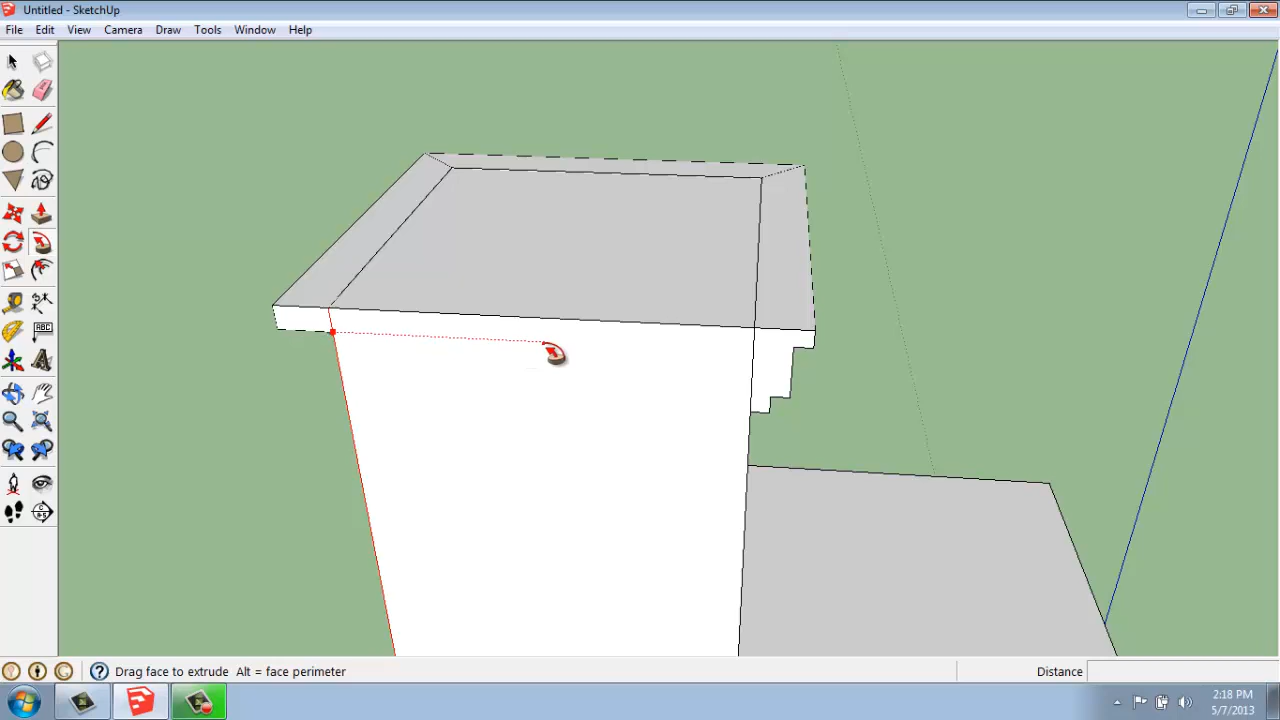 Untitled - SketchUp
File Edit View Camera Draw Tools Window Help
ABC
Drag face to extrude Alt = face perimeter
Distance
2:18 PM
5/7/2013